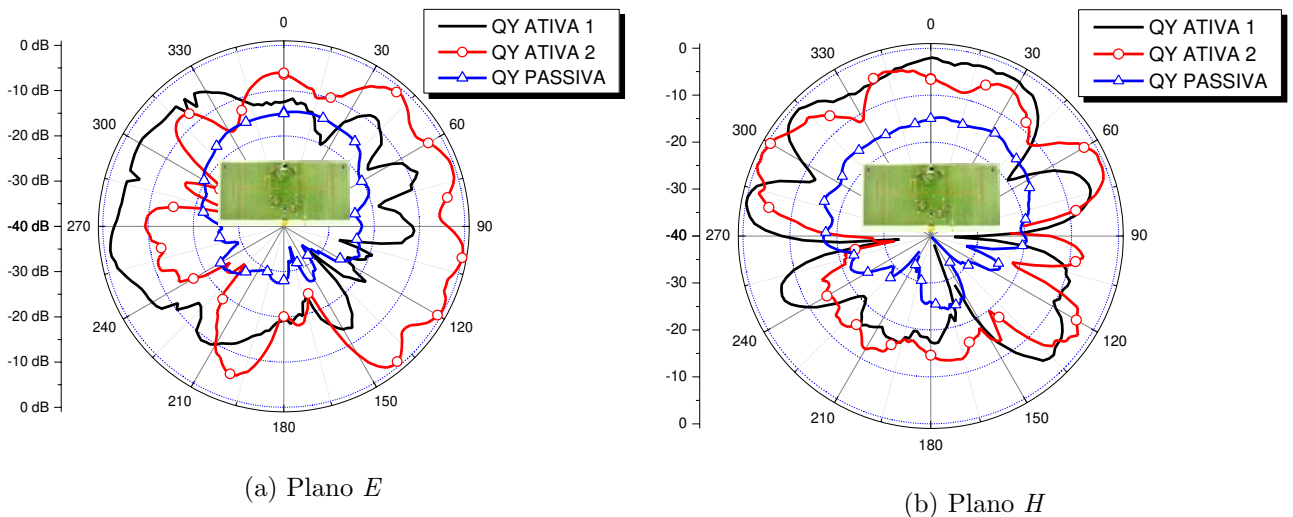 QY ATIVA 1
QY ATIVA 2
QY PASSIVA
0 dB
-10 dB
-20 dB
-30 dB
-40 dB
-30 dB
-20 dB
-10 dB
0 dB
0
30
60
90
120
150
180
210
240
270
300
330
(a) Plano E
QY ATIVA 1
QY ATIVA 2
QY PASSIVA
0
-10
-20
-30
-40
-30
-20
-10
0
0
30
60
90
120
150
180
210
240
270
300
330
(b) Plano H